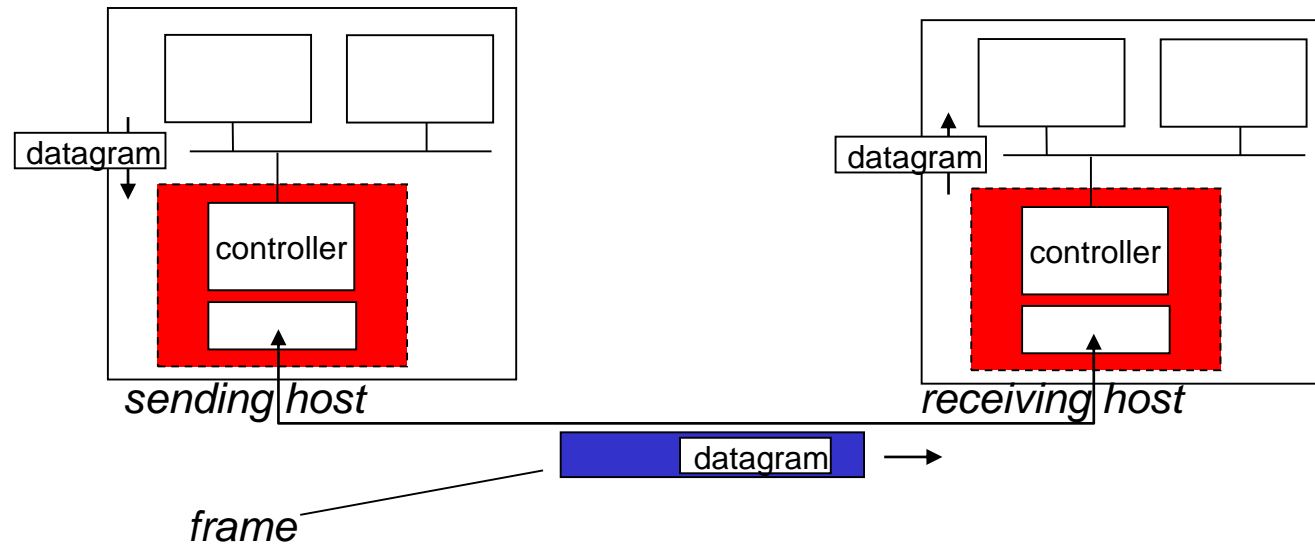 datagram
datagram
controller
controller
sending host
receiving host
datagram
frame